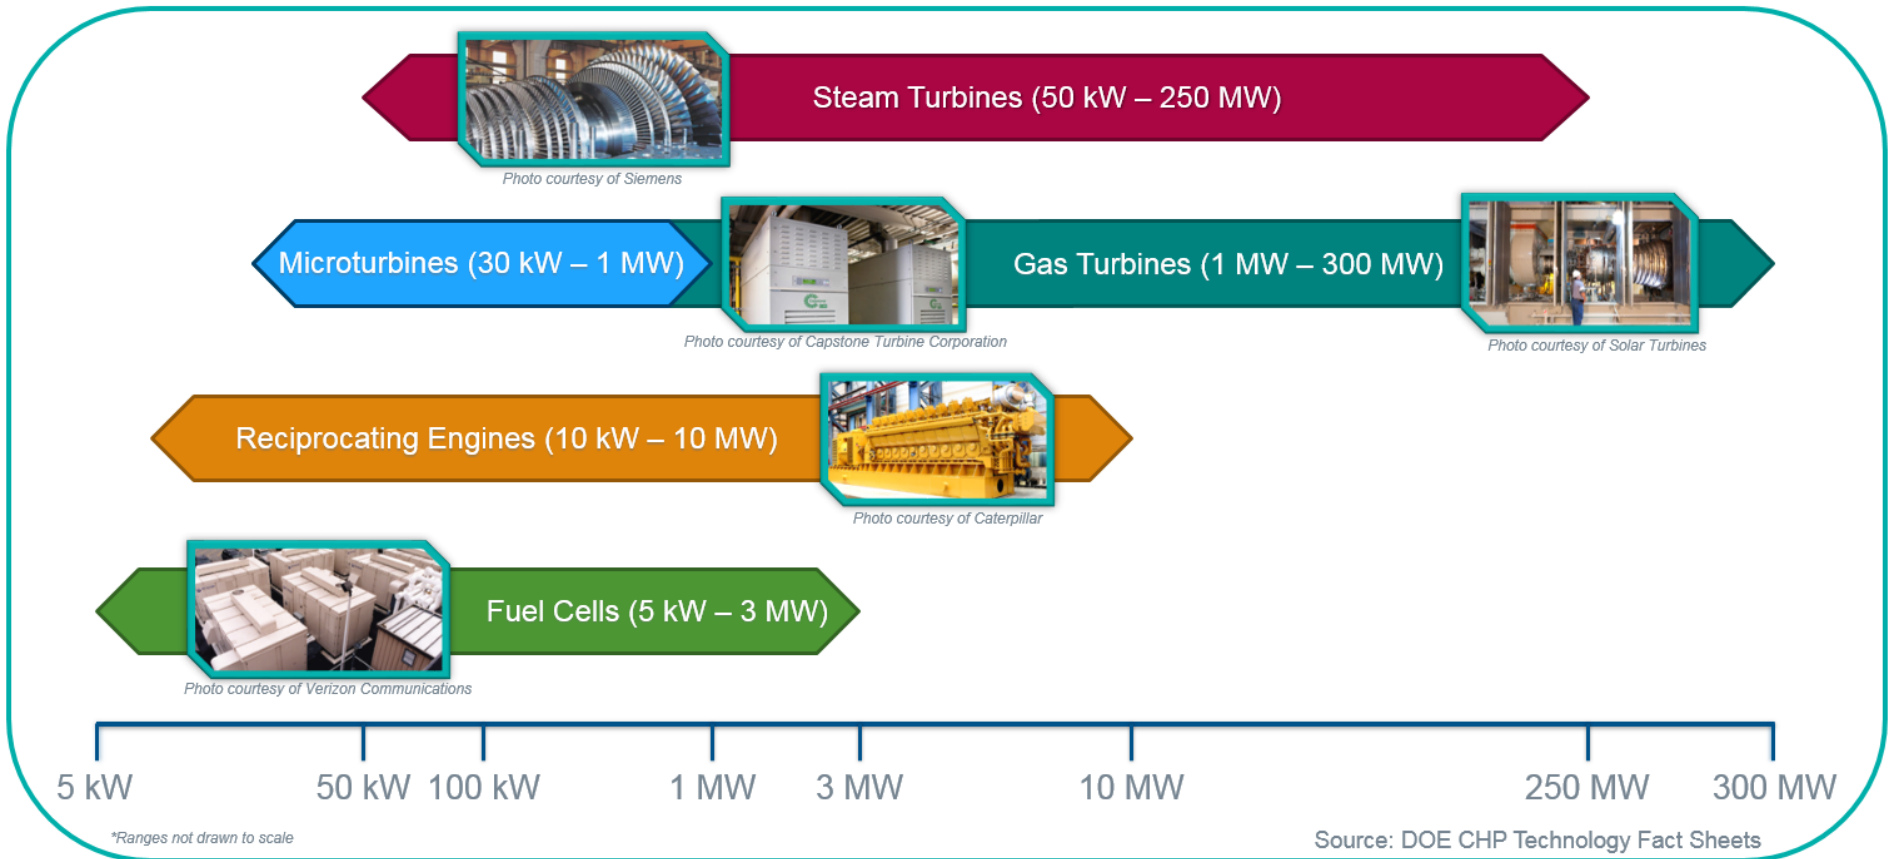 Steam Turbines (50 kW – 250 MW)
Photo courtesy of Siemens
Microturbines (30 kW – 1 MW)
Gas Turbines (1 MW – 300 MW)
Photo courtesy of Capstone Turbine Corporation
Photo courtesy of Solar Turbines
Reciprocating Engines (10 kW – 10 MW)
Photo courtesy of Caterpillar
Fuel Cells (5 kW – 3 MW)
Photo courtesy of Verizon Communications
5 kW 50 kW 100 kW 1 MW 3 MW 10 MW 250 MW 300 MW
*Ranges not drawn to scale
Source: DOE CHP Technology Fact Sheets